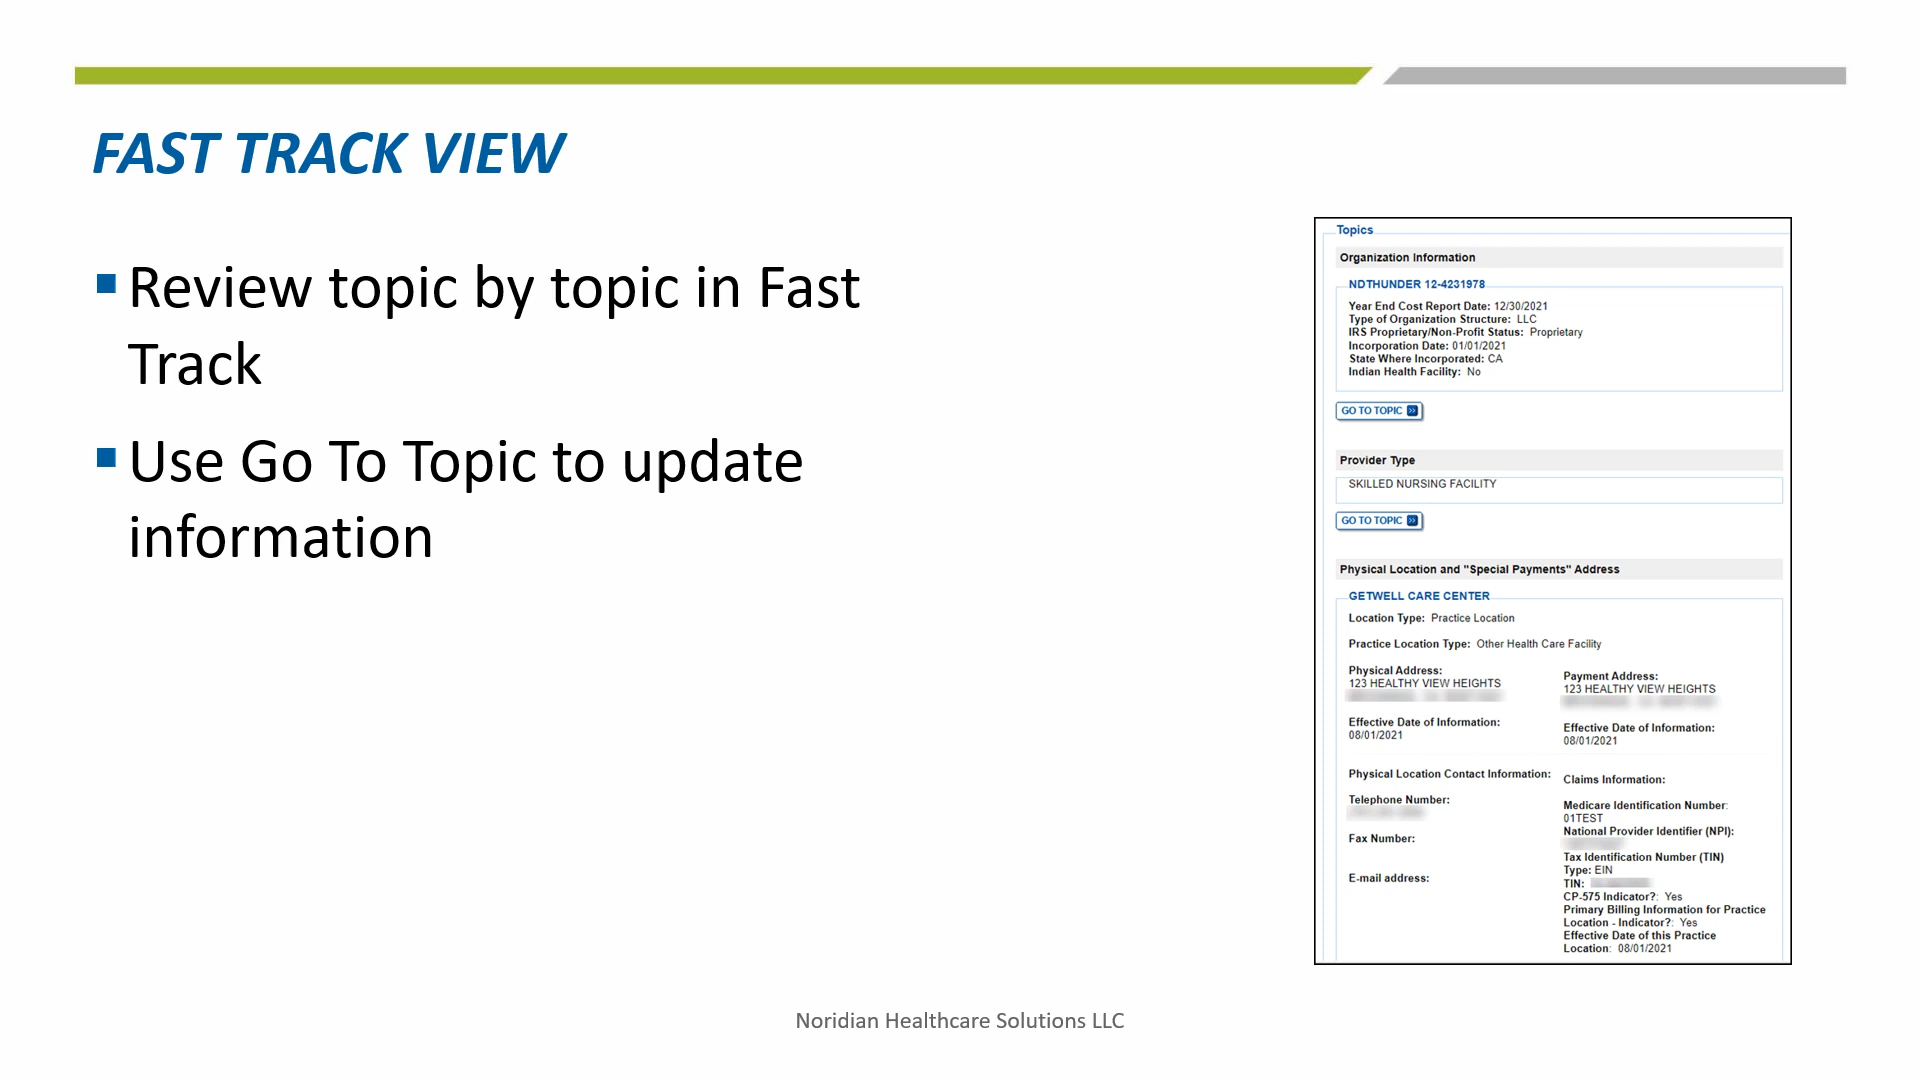 FAST TRACK VIEW
Review topic by topic in Fast
Track
Use Go To Topic to update
information
Topics
Organization Information
NDTHUNDER 12-4231978
Year End Cost Report Date: 12/30/2021
Type of Organization Structure: LLC
IRS Proprietary/Non-Profit Status: Proprietary
Incorporation Date: 01/01/2021
State Where Incorporated: CA
Indian Health Facility: No
GO TO TOPIC
Provider Type
SKILLED NURSING FACILITY
GO TO TOPIC
Physical Location and "Special Payments" Address
GETWELL CARE CENTER
Location Type: Practice Location
Practice Location Type: Other Health Care Facility
Physical Address:
123 HEALTHY VIEW HEIGHTS
Effective Date of Information:
08/01/2021
Physical Location Contact Information:
Telephone Number:
Fax Number:
E-mail address:
Payment Address:
123 HEALTHY VIEW HEIGHTS
Effective Date of Information:
08/01/2021
Claims Information:
Medicare Identification Number:
01TEST
National Provider Identifier (NPI):
Tax Identification Number (TIN)
Type: EIN
TIN:
CP-575 Indicator?: Yes
Primary Billing Information for Practice
Location - Indicator?: Yes
Effective Date of this Practice
Location: 08/01/2021
Noridian Healthcare Solutions LLC